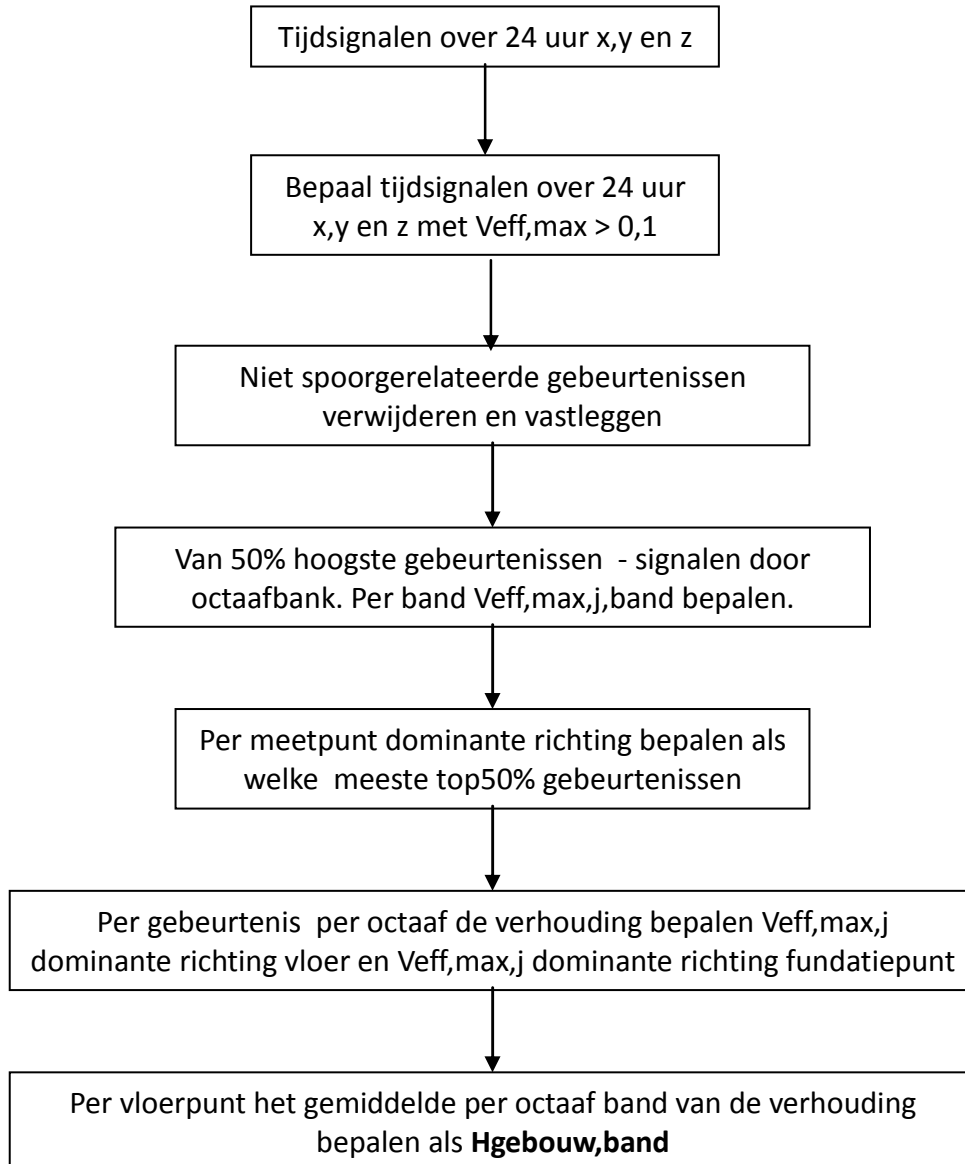 Tijdsignalen over 24 uur x,y en z
Bepaal tijdsignalen over 24 uur
x,y en z met Veff,max > 0,1
Niet spoorgerelateerde gebeurtenissen
verwijderen en vastleggen
Van 50% hoogste gebeurtenissen - signalen door
octaafbank. Per band Veff,max,j,band bepalen.
Per meetpunt dominante richting bepalen als
welke meeste top50% gebeurtenissen
Per gebeurtenis per octaaf de verhouding bepalen Veff,max,j
dominante richting vloer en Veff,max,j dominante richting fundatiepunt
Per vloerpunt het gemiddelde per octaaf band van de verhouding
bepalen als Hgebouw,band